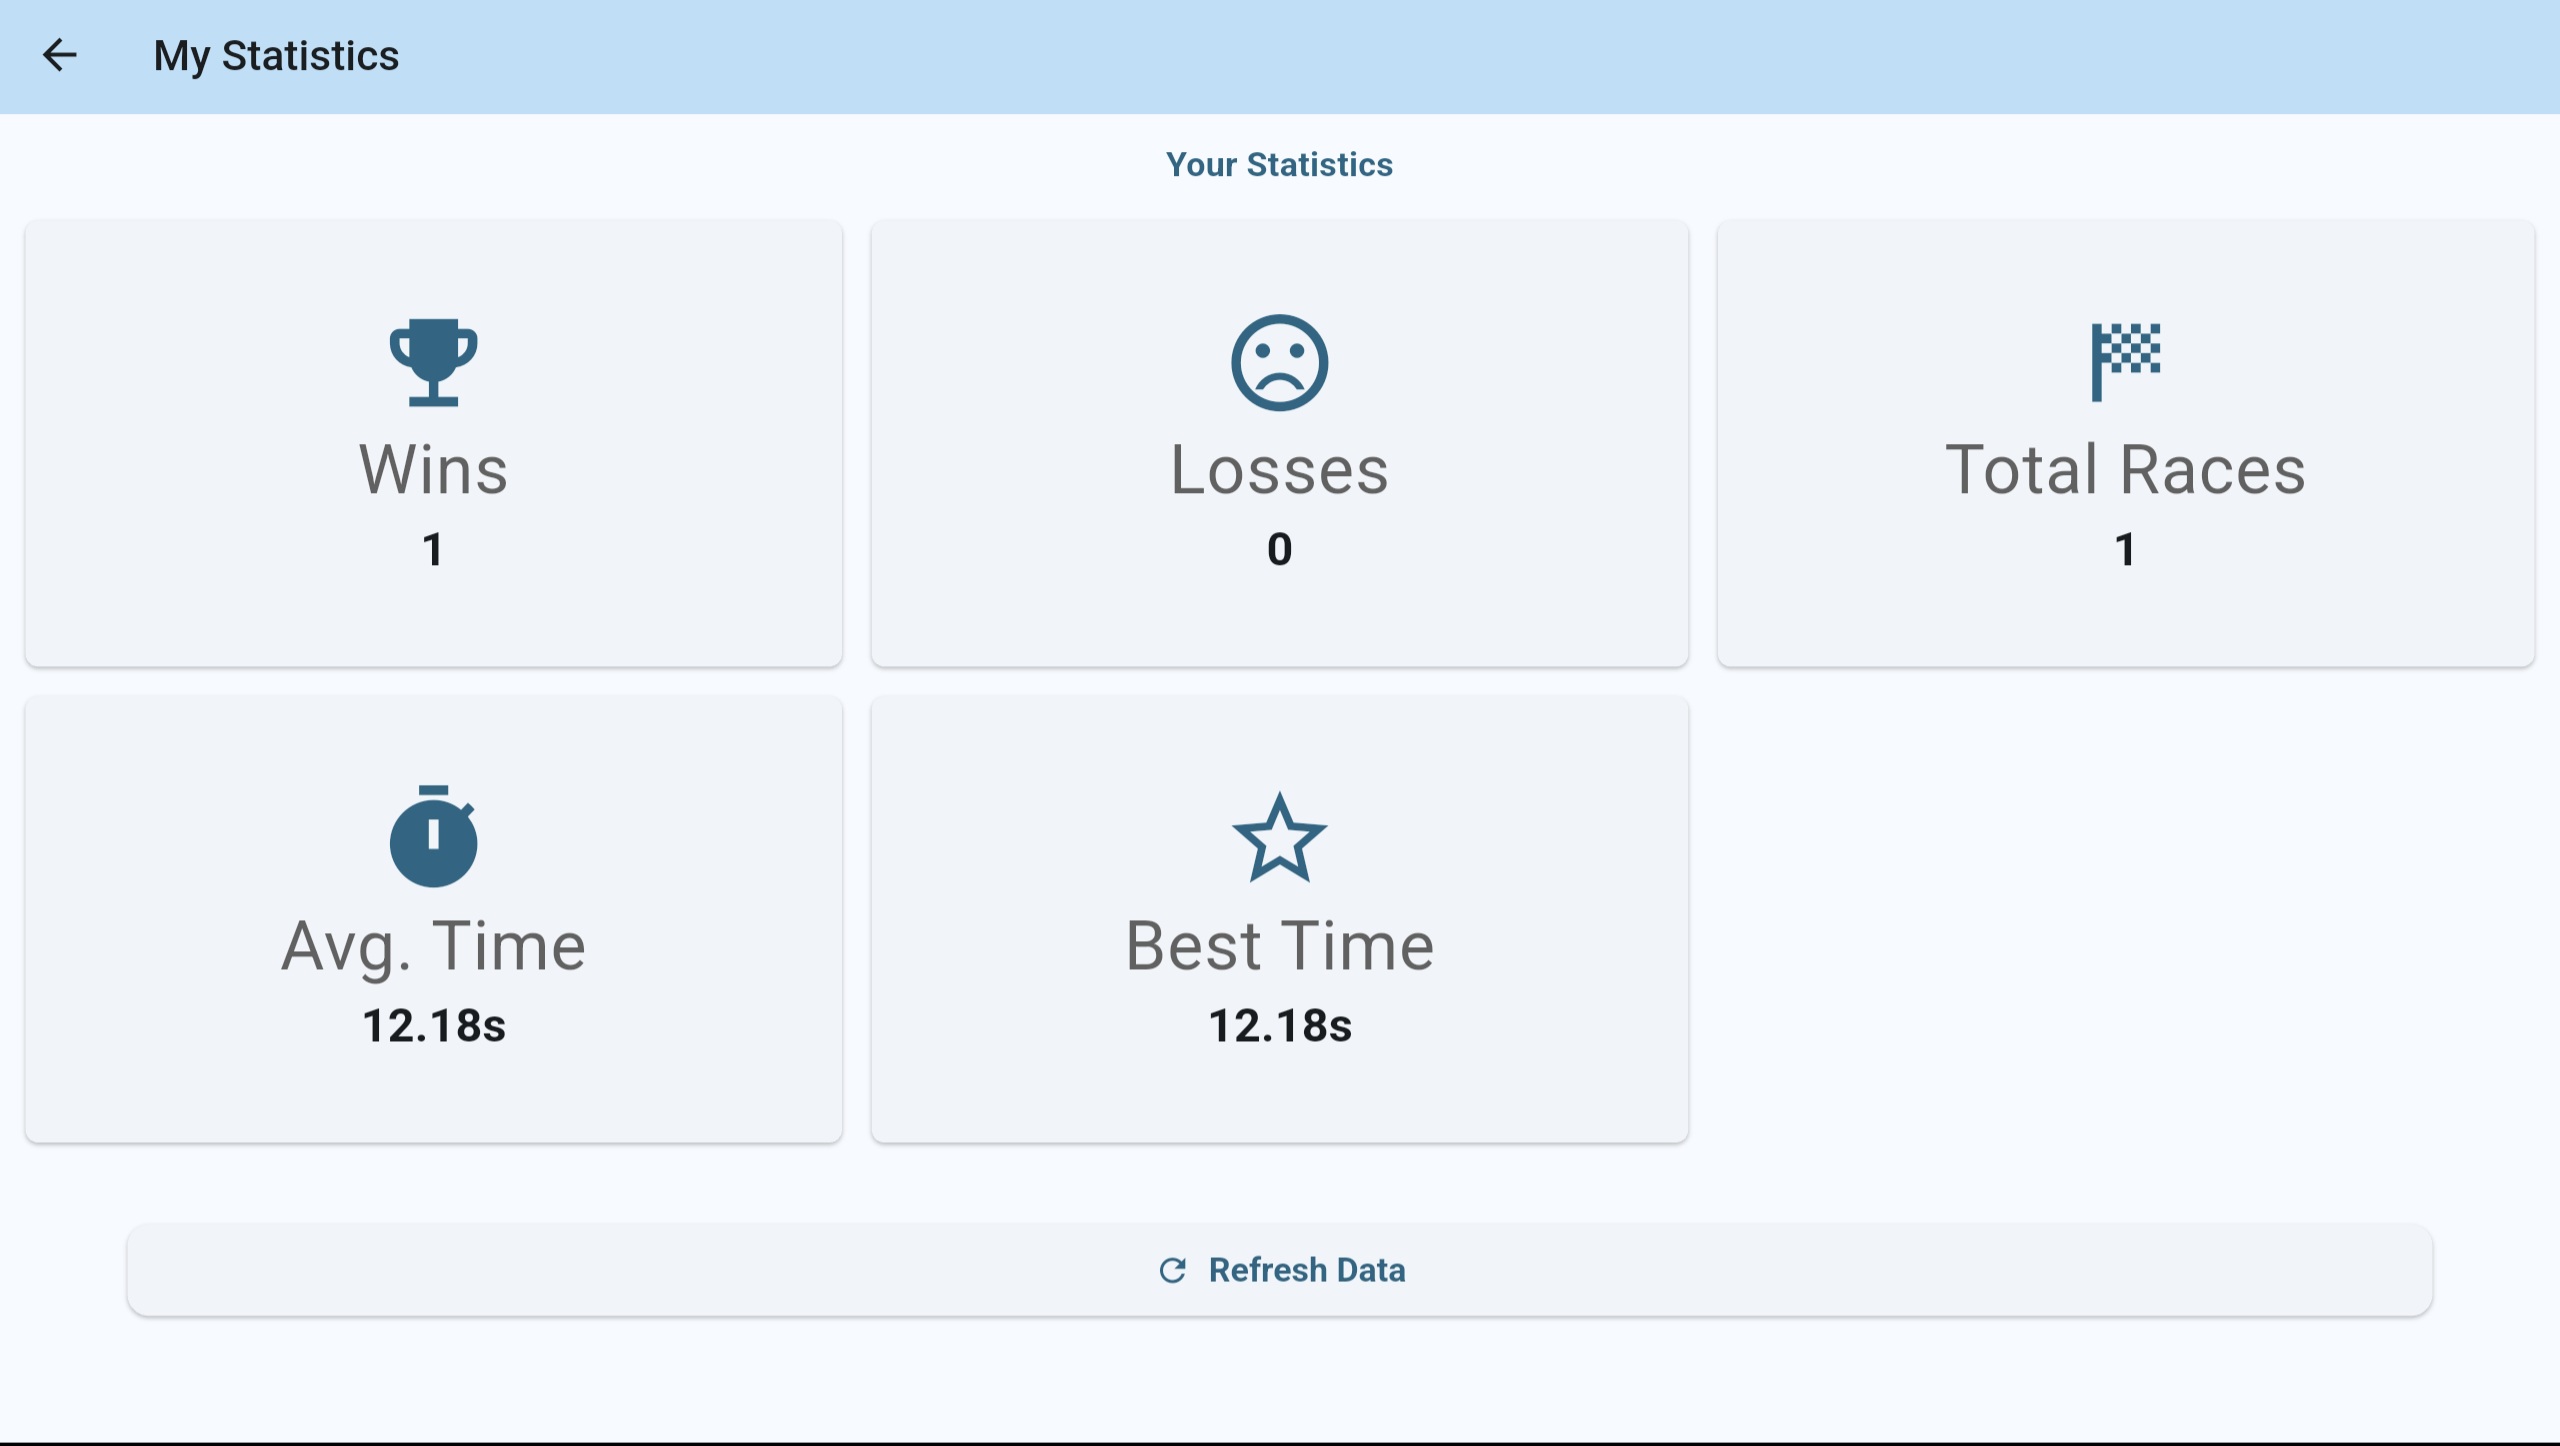 My Statistics
Your Statistics
Wins
1
Losses
0
Total Races
1
Avg. Time
12.18s
Best Time
12.18s
Refresh Data